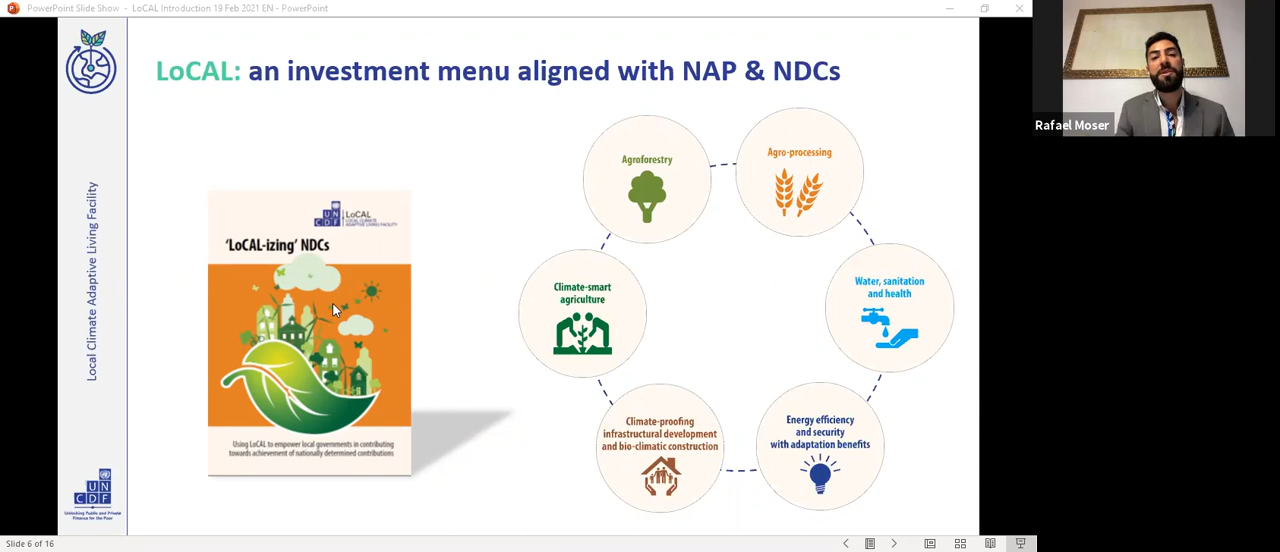 PowerPoint Slide Show - LoCAL Introduction 19 Feb 2021 EN - PowerPoint
LoCAL: an investment menu aligned with NAP & NDCs
Local Climate Adaptive Living Facility
UN
CDF
Unlocking Public and Private
Finance for the Poor
UN
CDF
LoCAL
LOCAL CLIMATE
ADAPTIVE LIVING FACILITY
'LoCAL-izing' NDCs
Using LoCAL to empower local governments in contributing
towards achievement of nationally determined contributions
Agroforestry
Agro-processing
Climate-smart
agriculture
Water, sanitation
and health
Climate-proofing
infrastructural development
and bio-climatic construction
Energy efficiency
and security
with adaptation benefits
Rafael Moser
Slide 6 of 16